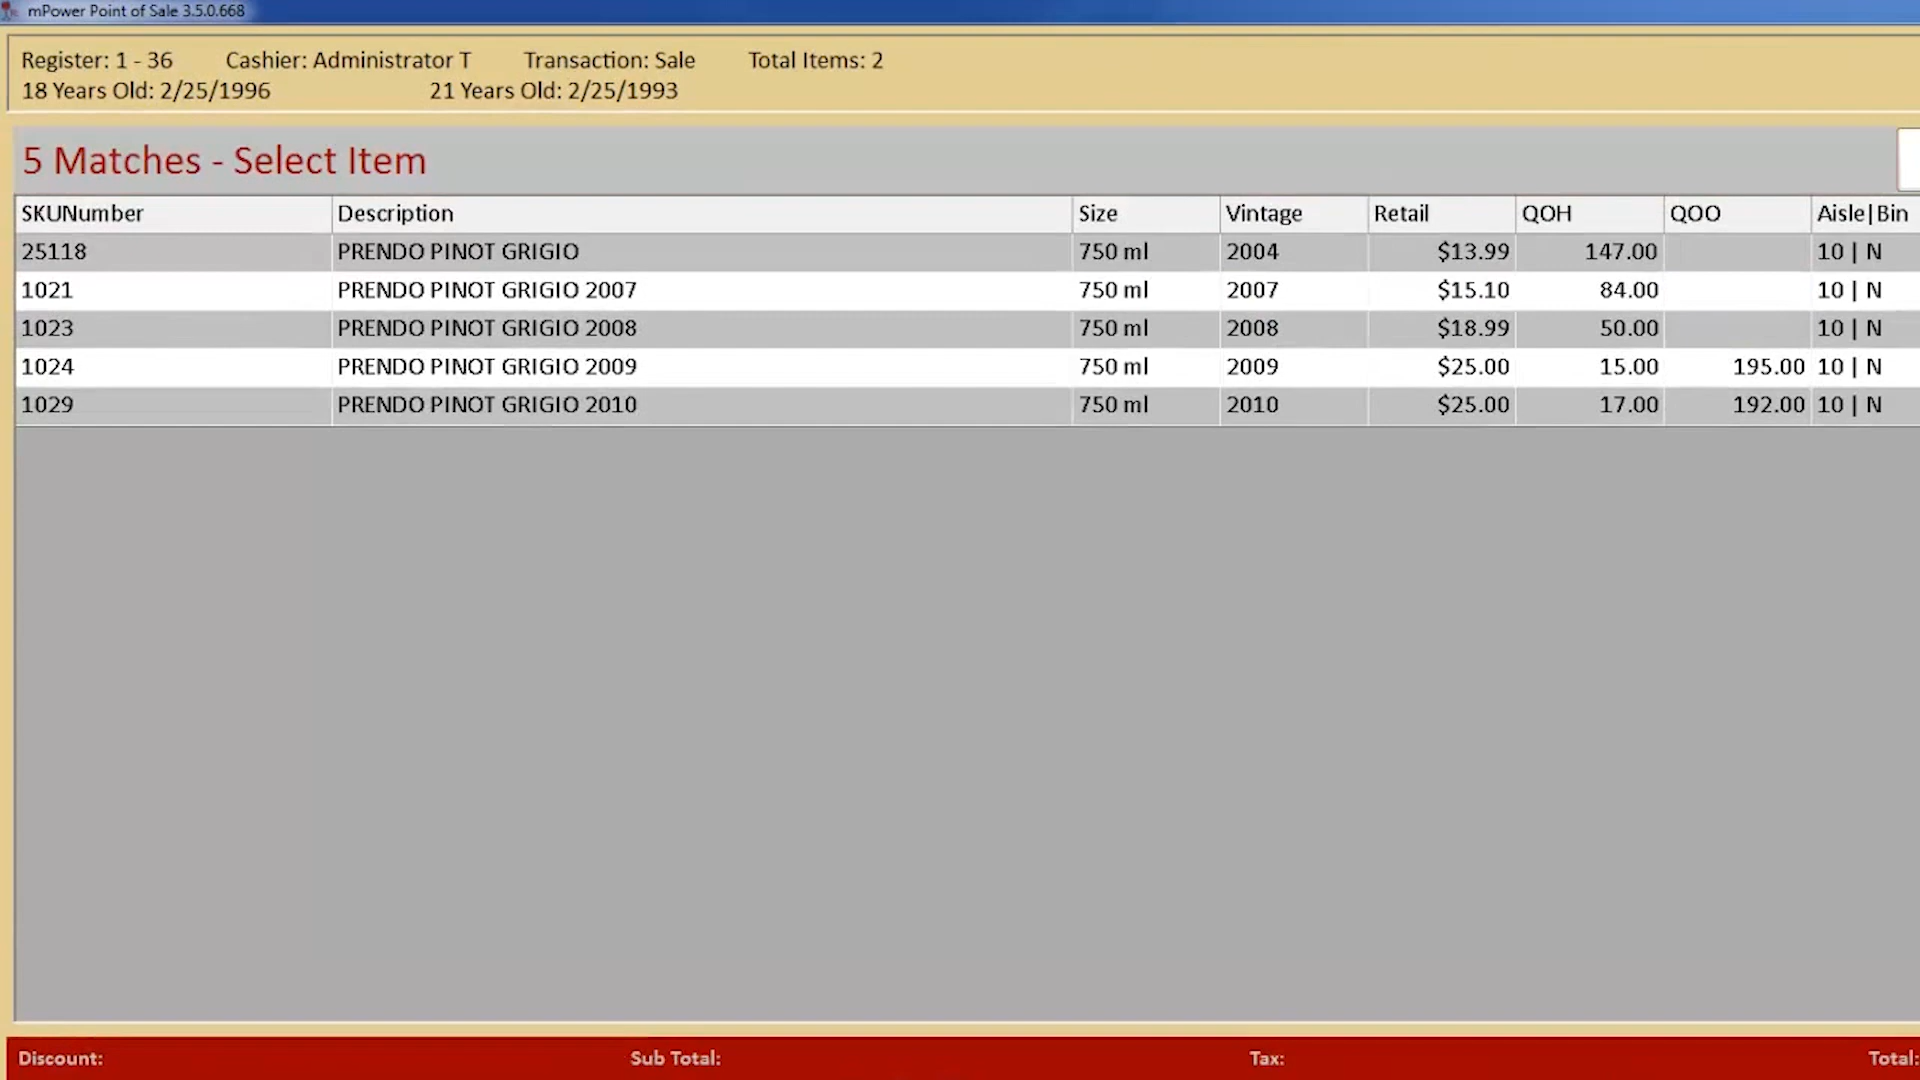 mPower Point of Sale 3.5.0.668
Register: 1 - 36 Cashier: Administrator T Transaction: Sale Total Items: 2
18 Years Old: 2/25/1996 21 Years Old: 2/25/1993
5 Matches - Select Item
SKUNumber Description Size Vintage Retail QOH QOO Aisle|Bin
25118 PRENDO PINOT GRIGIO 750 ml 2004 $13.99 147.00 10 | N
1021 PRENDO PINOT GRIGIO 2007 750 ml 2007 $15.10 84.00 10 | N
1023 PRENDO PINOT GRIGIO 2008 750 ml 2008 $18.99 50.00 10 | N
1024 PRENDO PINOT GRIGIO 2009 750 ml 2009 $25.00 15.00 195.00 10 | N
1029 PRENDO PINOT GRIGIO 2010 750 ml 2010 $25.00 17.00 192.00 10 | N
Discount: Sub Total: Tax: Total: